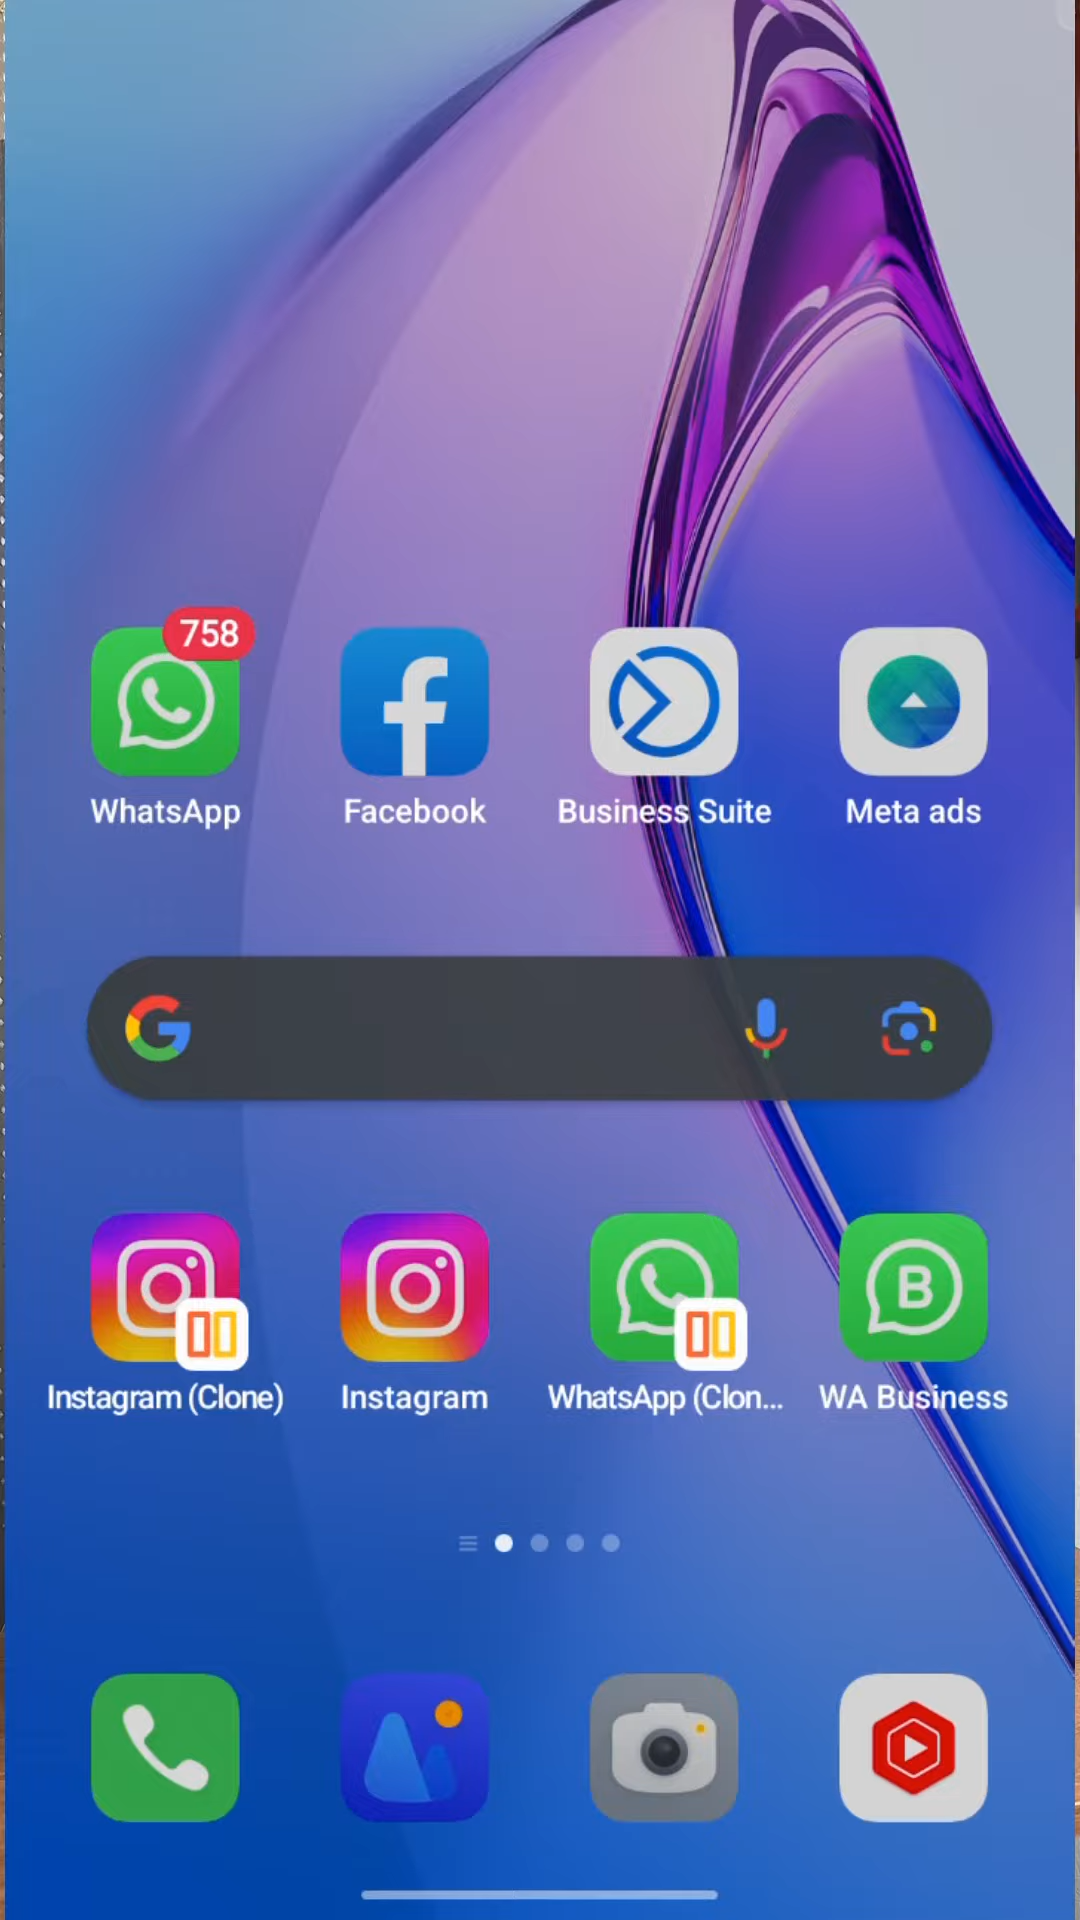 758
WhatsApp
Facebook
Business Suite
Meta ads
Instagram (Clone)
Instagram
WhatsApp (Clon...
WA Business